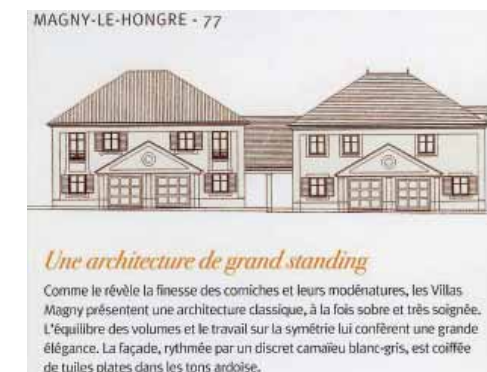 MAGNY-LE-HONGRE - 77
Une architecture de grand standing
Comme le révèle la finesse des corniches et leurs modénatures, les Villas
Magny présentent une architecture classique, à la fois sobre et très soignée.
L'équilibre des volumes et le travail sur la symétrie lui confèrent une grande
élégance. La façade, rythmée par un discret camaïeu blanc-gris, est coiffée
de tuiles plates dans les tons ardoise.